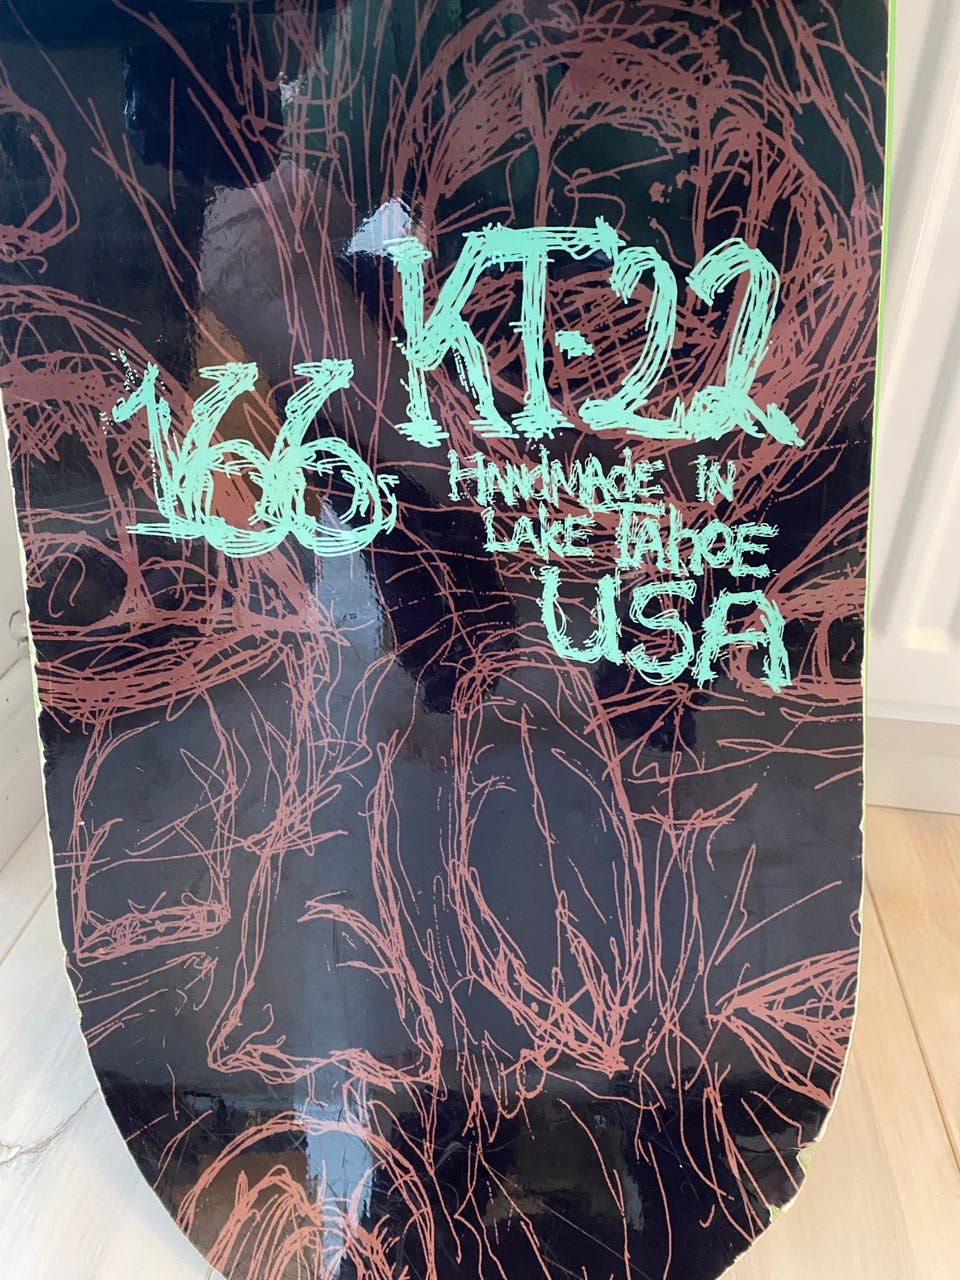 KT-22
166
HANdMAdE IN
LAKE TAhOE
USA